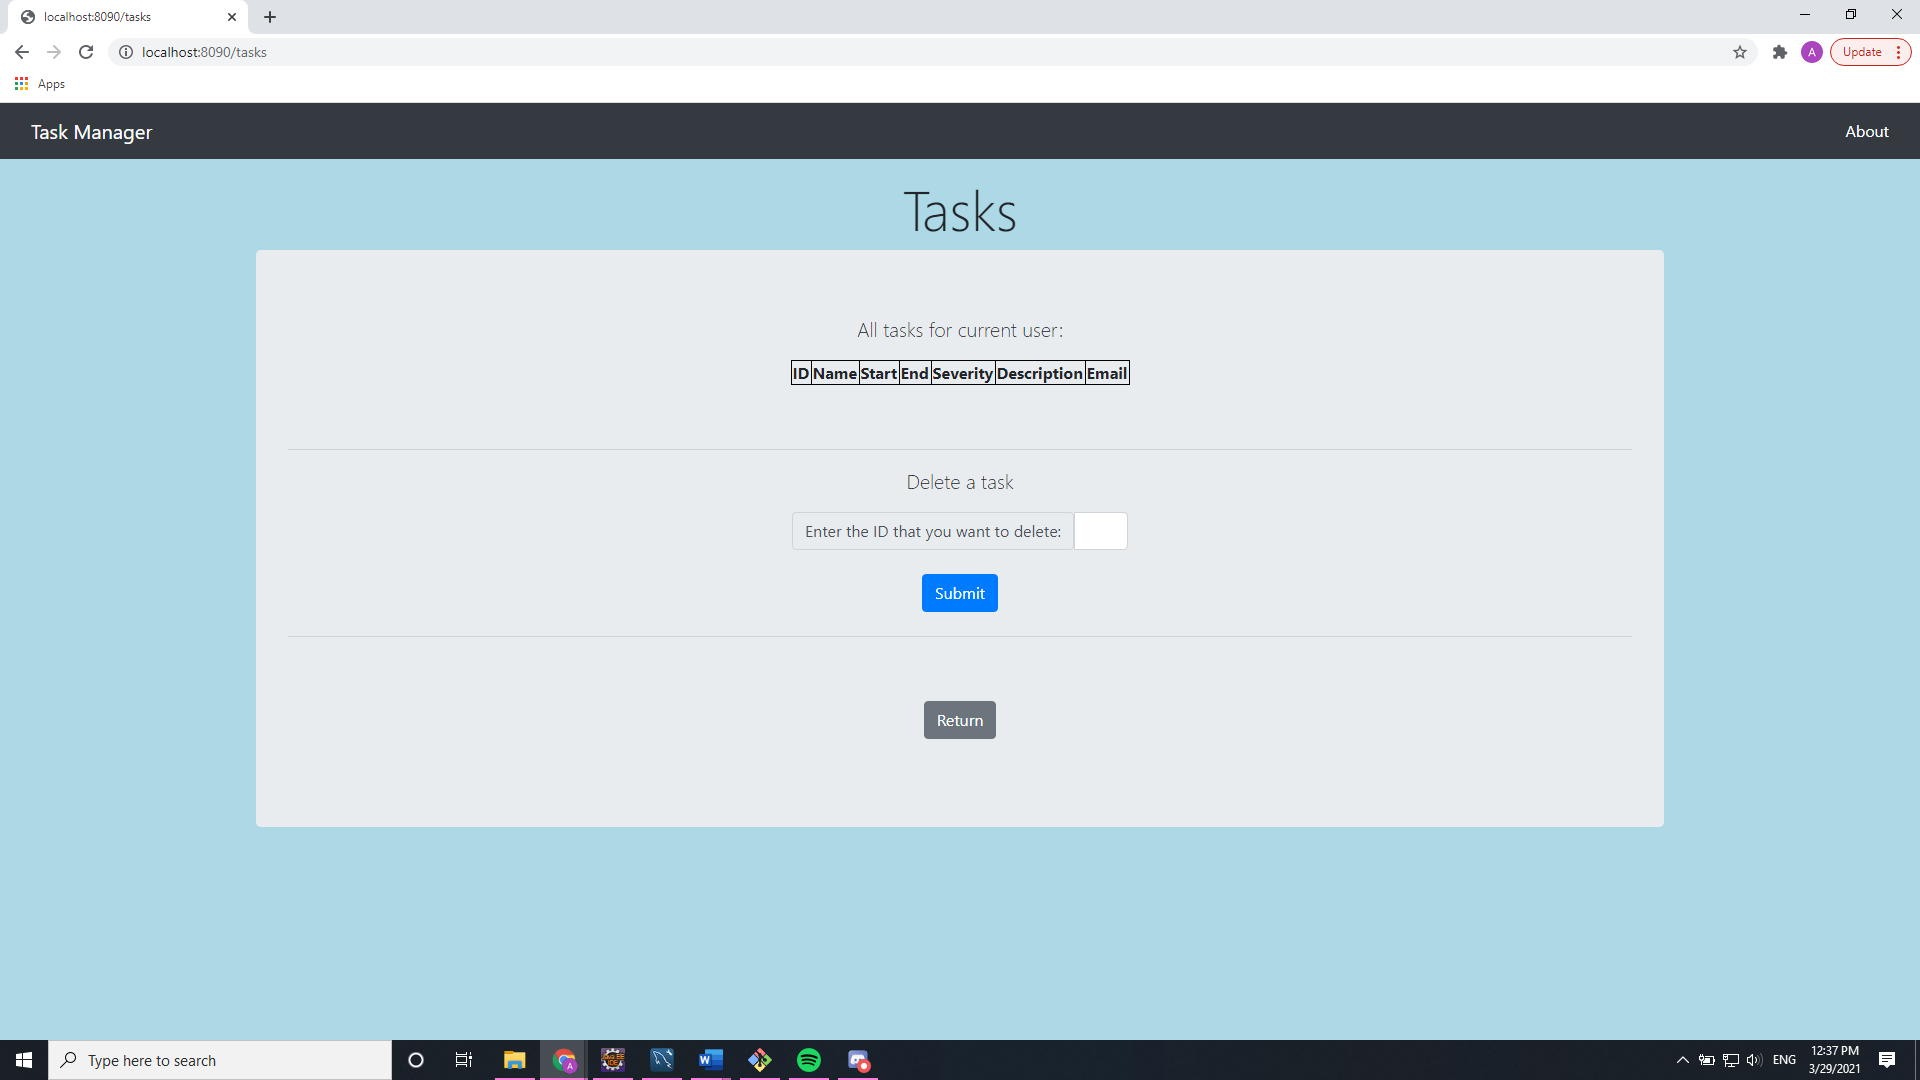 localhost:8090/tasks
localhost:8090/tasks
A
Update
Apps
Task Manager
About
Tasks
All tasks for current user:
ID Name Start End Severity Description Email
Delete a task
Enter the ID that you want to delete:
Submit
Return
Type here to search
A
W
ENG
12:37 PM
3/29/2021